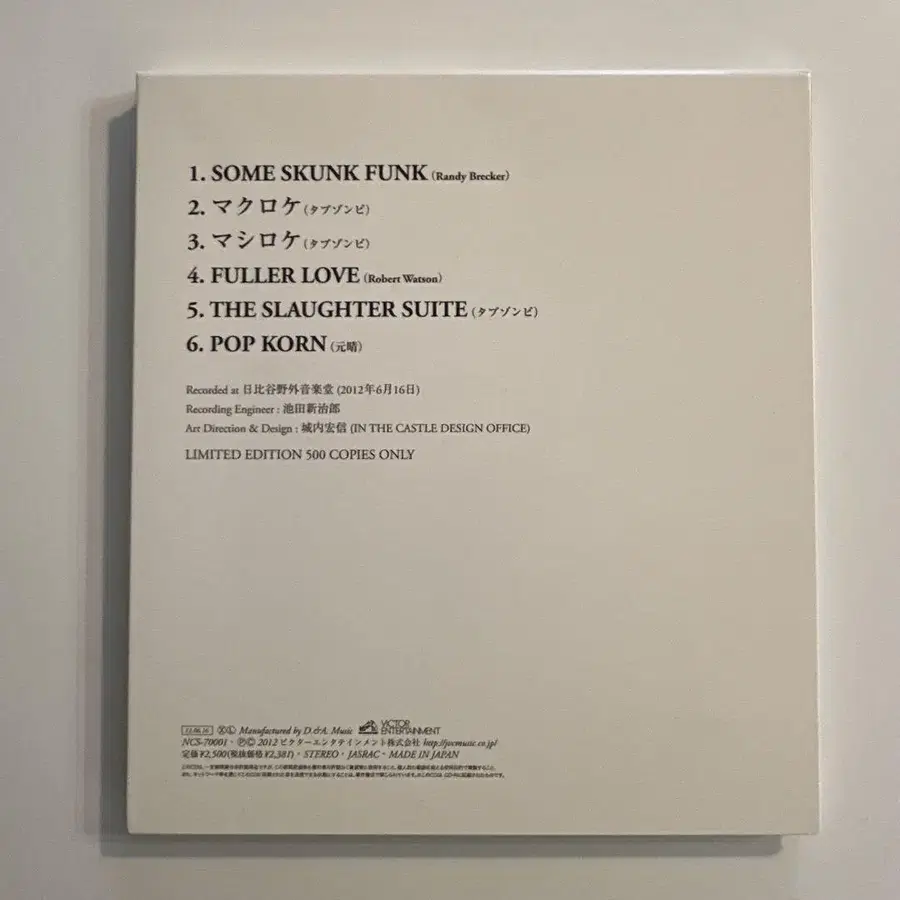 1. SOME SKUNK FUNK (Randy Brecker)
2. マクロケ (タブゾンビ)
3. マシロケ (タブゾンビ)
4. FULLER LOVE (Robert Watson)
5. THE SLAUGHTER SUITE (タブゾンビ)
6. POP KORN (元晴)
Recorded at 日比谷野外音楽堂 (2012年6月16日)
Recording Engineer : 池田新治郎
Art Direction & Design : 城内宏信 (IN THE CASTLE DESIGN OFFICE)
LIMITED EDITION 500 COPIES ONLY
12.06.16 Ⓧ Ⓛ Manufactured by D.&A. Music VICTOR ENTERTAINMENT
NCS-70001 · ℗© 2012 ビクターエンタテインメント株式会社 http://jvcmusic.co.jp/
定価¥2,500(税抜価格¥2,381) · STEREO · JASRAC · MADE IN JAPAN